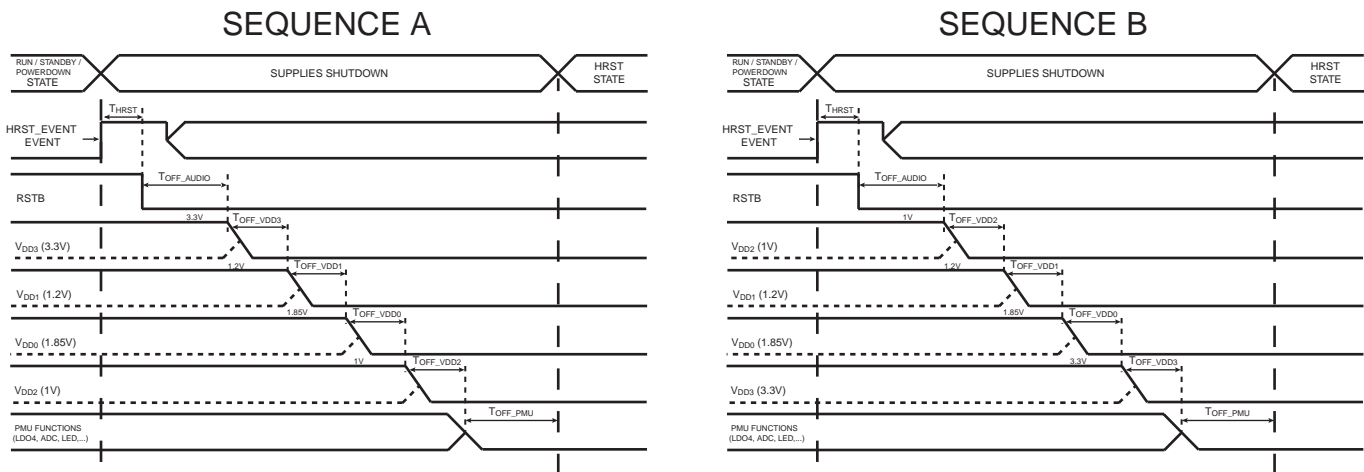 SEQUENCE A
RUN / STANDBY /
POWERDOWN
STATE
SUPPLIES SHUTDOWN
HRST
STATE
THRST
HRST_EVENT
EVENT
TOFF_AUDIO
RSTB
3.3V
TOFF_VDD3
VDD3 (3.3V)
1.2V
TOFF_VDD1
VDD1 (1.2V)
1.85V
TOFF_VDD0
VDD0 (1.85V)
1V
TOFF_VDD2
VDD2 (1V)
TOFF_PMU
PMU FUNCTIONS
(LDO4, ADC, LED,...)
SEQUENCE B
RUN / STANDBY /
POWERDOWN
STATE
SUPPLIES SHUTDOWN
HRST
STATE
THRST
HRST_EVENT
EVENT
TOFF_AUDIO
RSTB
1V
TOFF_VDD2
VDD2 (1V)
1.2V
TOFF_VDD1
VDD1 (1.2V)
1.85V
TOFF_VDD0
VDD0 (1.85V)
3.3V
TOFF_VDD3
VDD3 (3.3V)
TOFF_PMU
PMU FUNCTIONS
(LDO4, ADC, LED,...)